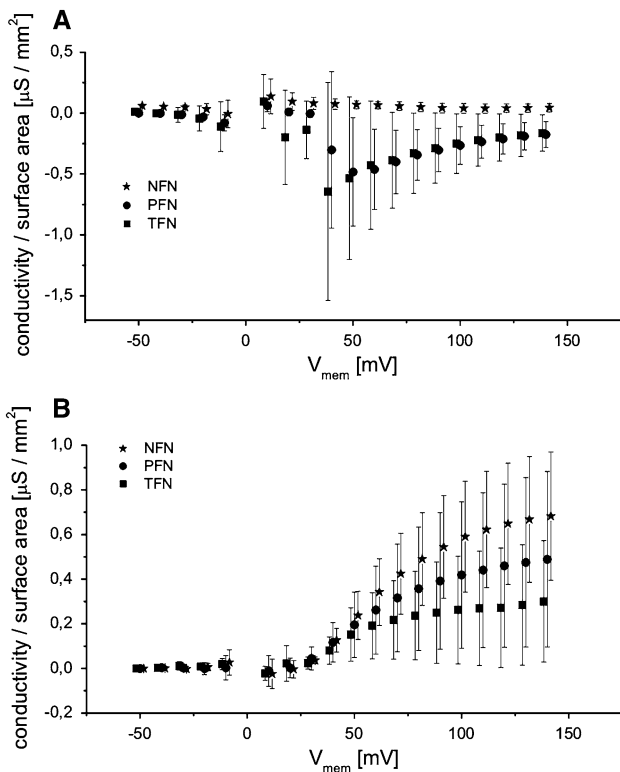 A
conductivity / surface area [µS / mm²]
0,5
0,0
-0,5
-1,0
-1,5
NFN
PFN
TFN
-50
0
50
100
150
V_mem [mV]
B
conductivity / surface area [µS / mm²]
1,0
0,8
0,6
0,4
0,2
0,0
-0,2
NFN
PFN
TFN
-50
0
50
100
150
V_mem [mV]